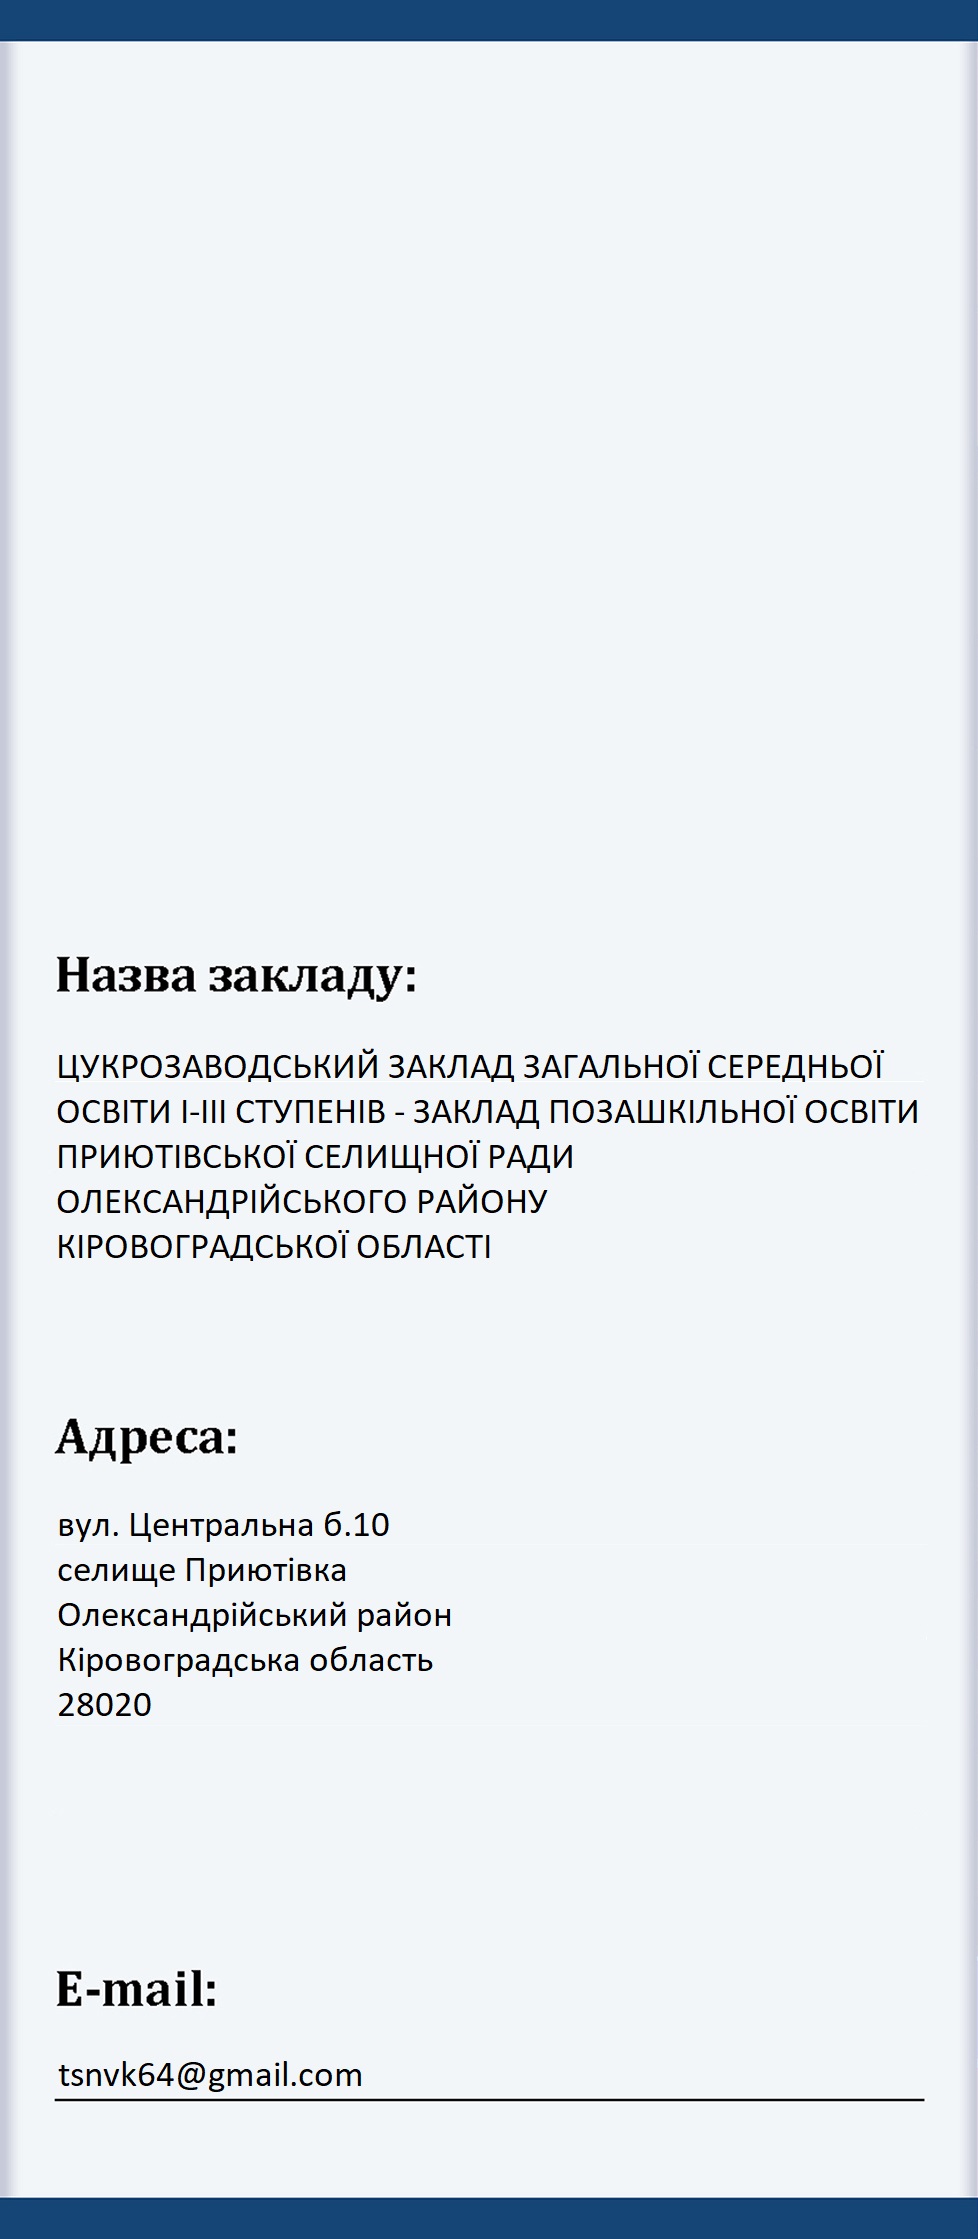 Назва закладу:
ЦУКРОЗАВОДСЬКИЙ ЗАКЛАД ЗАГАЛЬНОЇ СЕРЕДНЬОЇ
ОСВІТИ І-ІІІ СТУПЕНІВ - ЗАКЛАД ПОЗАШКІЛЬНОЇ ОСВІТИ
ПРИЮТІВСЬКОЇ СЕЛИЩНОЇ РАДИ
ОЛЕКСАНДРІЙСЬКОГО РАЙОНУ
КІРОВОГРАДСЬКОЇ ОБЛАСТІ
Адреса:
вул. Центральна б.10
селище Приютівка
Олександрійський район
Кіровоградська область
28020
E-mail:
tsnvk64@gmail.com